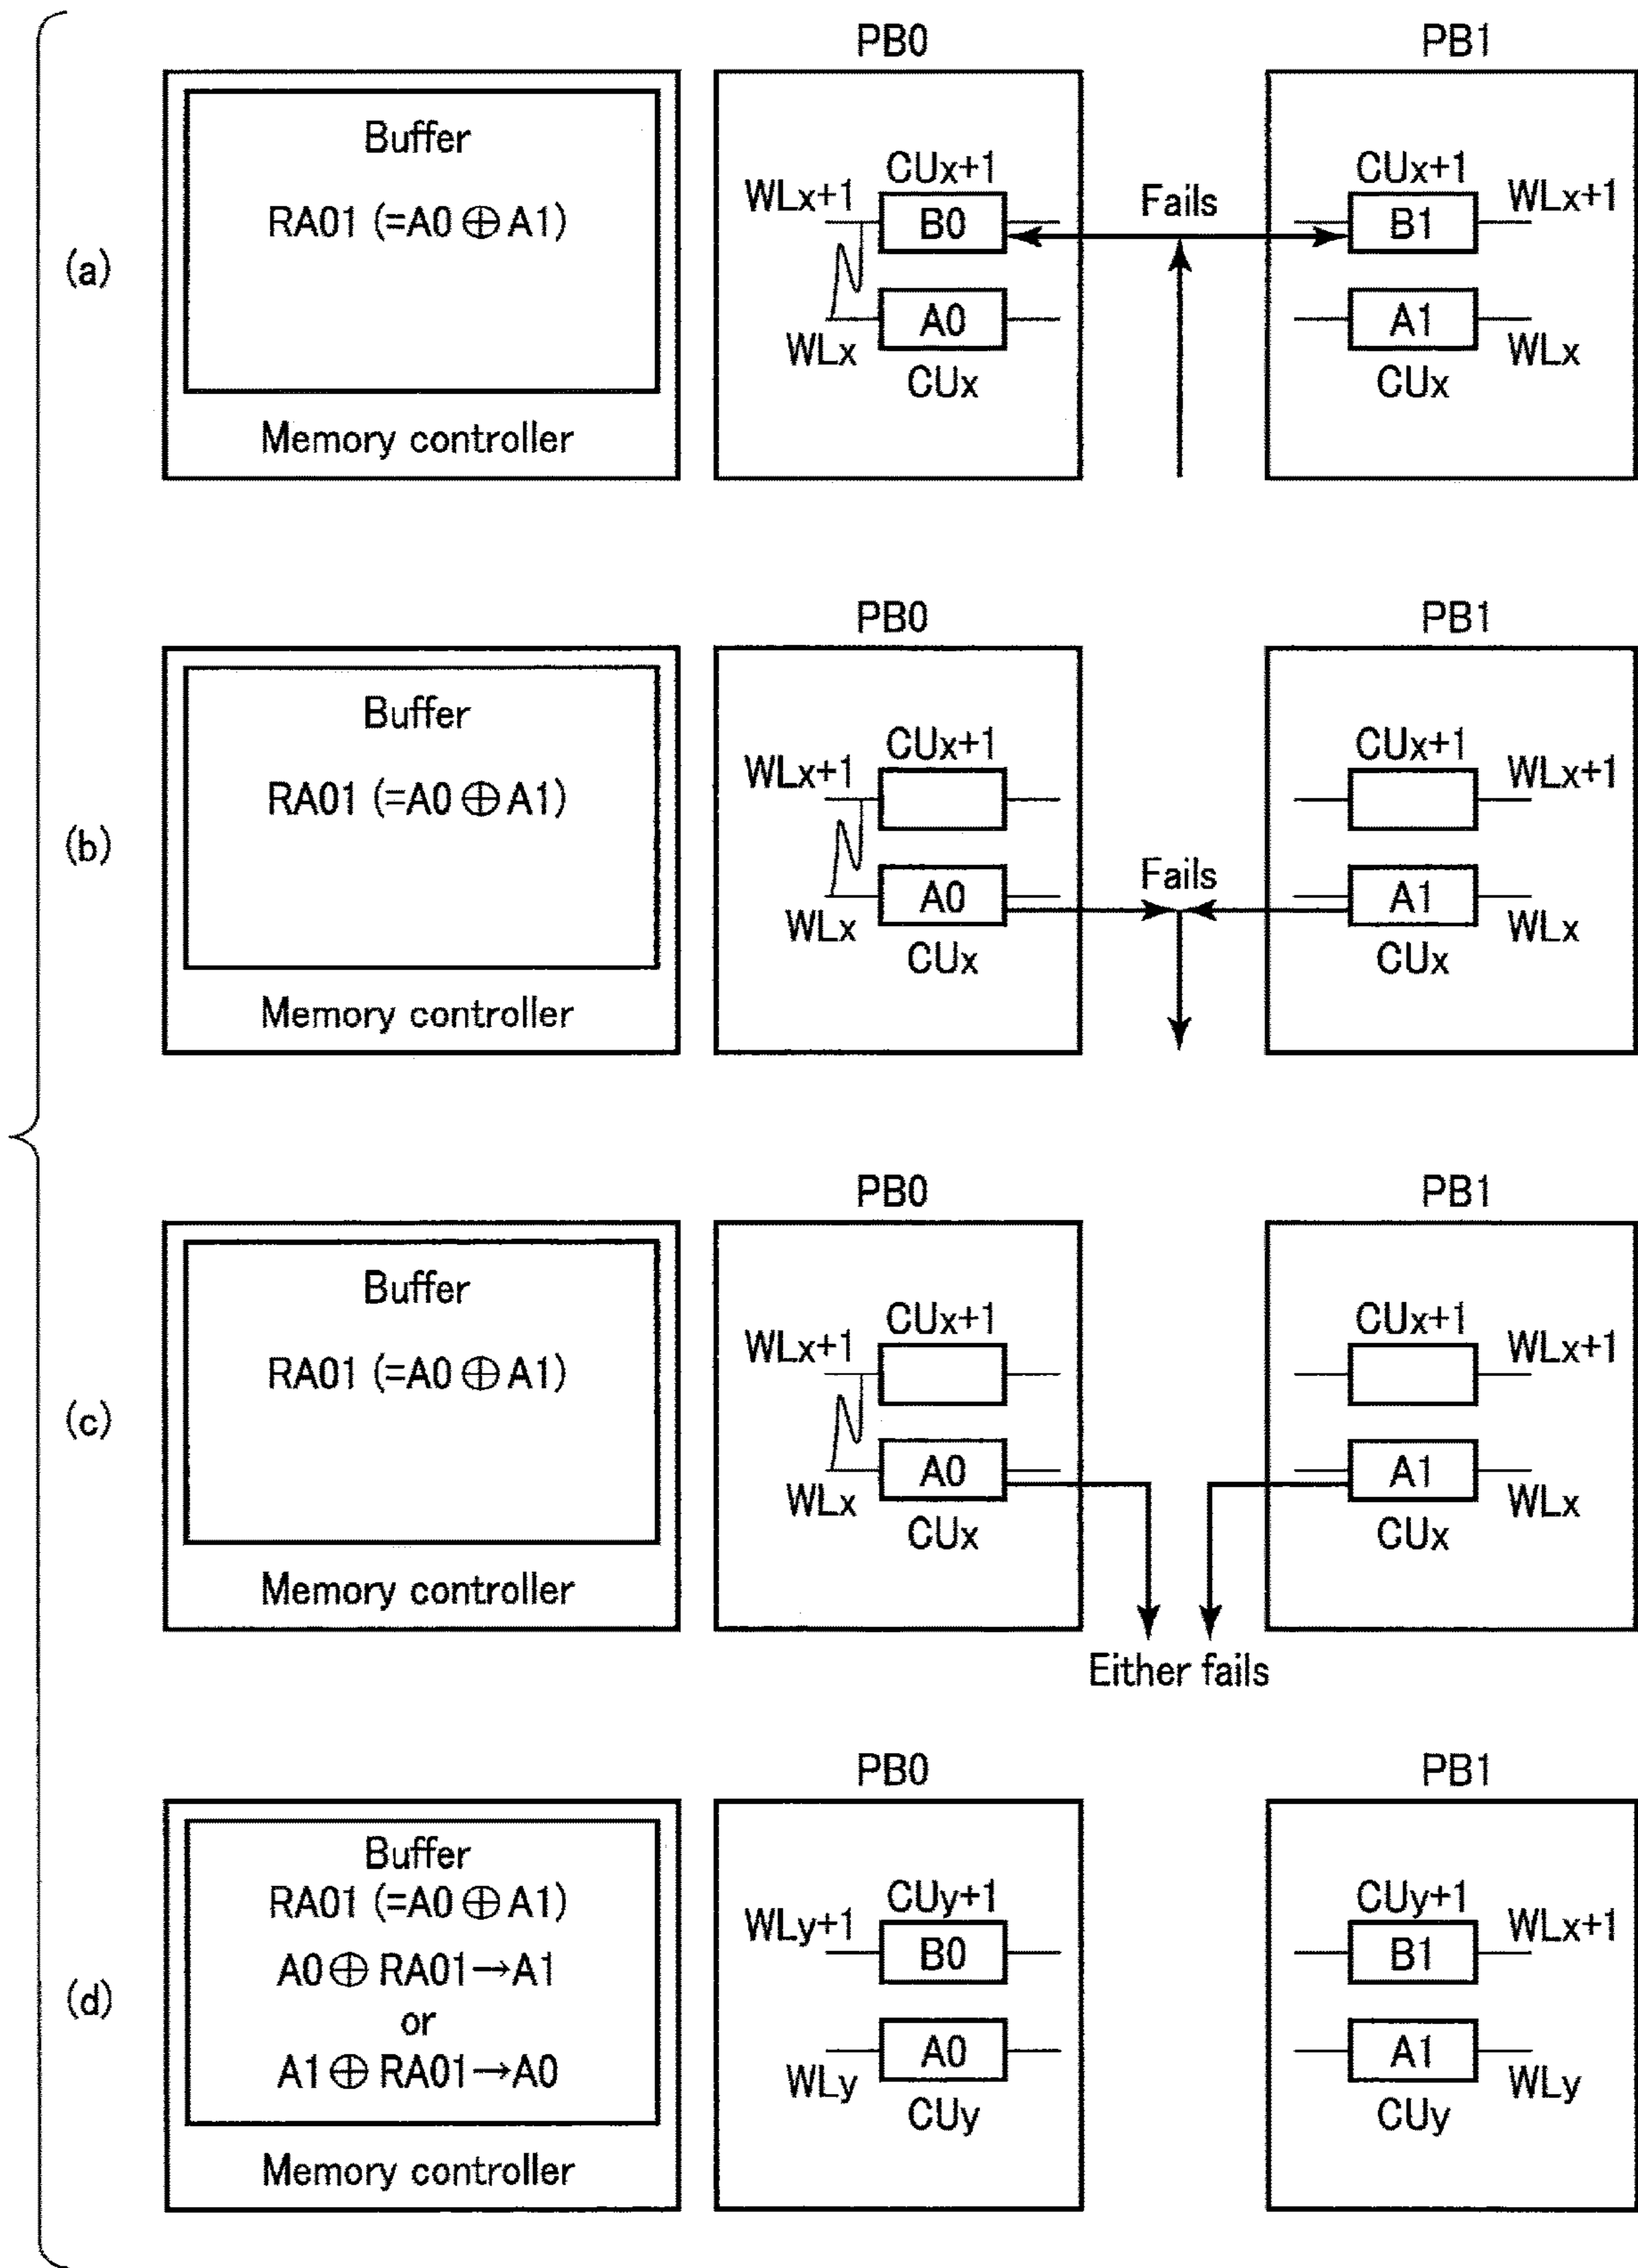 PB0
PB1
(a)
Buffer
RA01 (=A0 ⊕ A1)
Memory controller
WLx+1
CUx+1
B0
A0
WLx
CUx
Fails
CUx+1
WLx+1
B1
A1
WLx
CUx
PB0
PB1
(b)
Buffer
RA01 (=A0 ⊕ A1)
Memory controller
WLx+1
CUx+1
A0
WLx
CUx
Fails
CUx+1
WLx+1
A1
WLx
CUx
PB0
PB1
(c)
Buffer
RA01 (=A0 ⊕ A1)
Memory controller
WLx+1
CUx+1
A0
WLx
CUx
CUx+1
WLx+1
A1
WLx
CUx
Either fails
PB0
PB1
(d)
Buffer
RA01 (=A0 ⊕ A1)
A0 ⊕ RA01→A1
or
A1 ⊕ RA01→A0
Memory controller
WLy+1
CUy+1
B0
A0
WLy
CUy
CUy+1
WLx+1
B1
A1
WLy
CUy